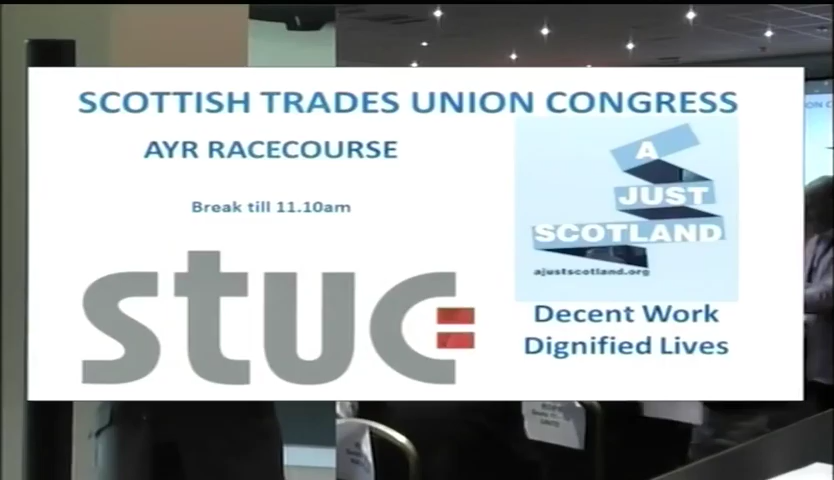 SCOTTISH TRADES UNION CONGRESS
AYR RACECOURSE
Break till 11.10am
A
JUST
SCOTLAND
ajustscotland.org
stuc
Decent Work
Dignified Lives